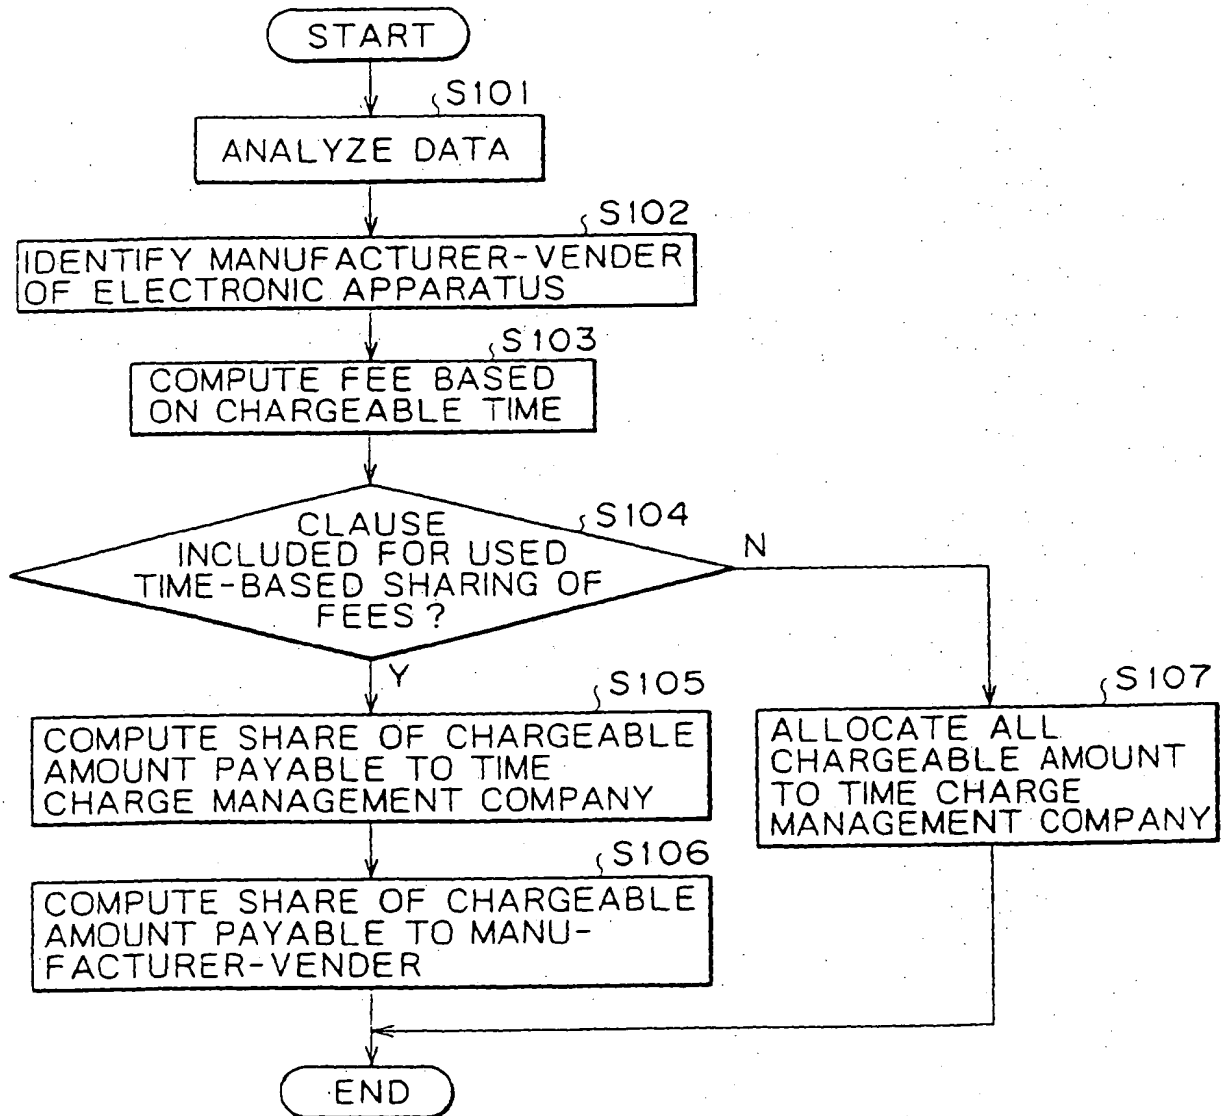 START
S101
ANALYZE DATA
S102
IDENTIFY MANUFACTURER-VENDER
OF ELECTRONIC APPARATUS
S103
COMPUTE FEE BASED
ON CHARGEABLE TIME
S104
CLAUSE
INCLUDED FOR USED
TIME-BASED SHARING OF
FEES?
N
Y
S105
COMPUTE SHARE OF CHARGEABLE
AMOUNT PAYABLE TO TIME
CHARGE MANAGEMENT COMPANY
S107
ALLOCATE ALL
CHARGEABLE AMOUNT
TO TIME CHARGE
MANAGEMENT COMPANY
S106
COMPUTE SHARE OF CHARGEABLE
AMOUNT PAYABLE TO MANU-
FACTURER-VENDER
END